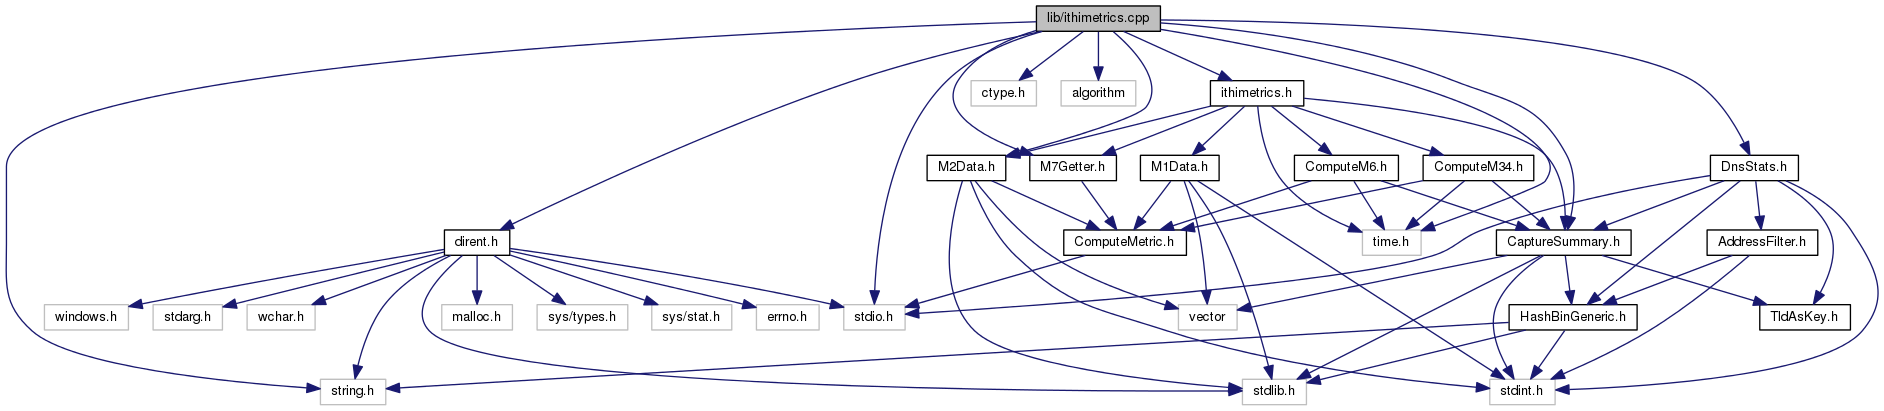 lib/ithimetrics.cpp
ctype.h
algorithm
ithimetrics.h
M2Data.h
M7Getter.h
M1Data.h
ComputeM6.h
ComputeM34.h
DnsStats.h
dirent.h
ComputeMetric.h
time.h
CaptureSummary.h
AddressFilter.h
windows.h
stdarg.h
wchar.h
malloc.h
sys/types.h
sys/stat.h
errno.h
stdio.h
vector
HashBinGeneric.h
TldAsKey.h
string.h
stdlib.h
stdint.h